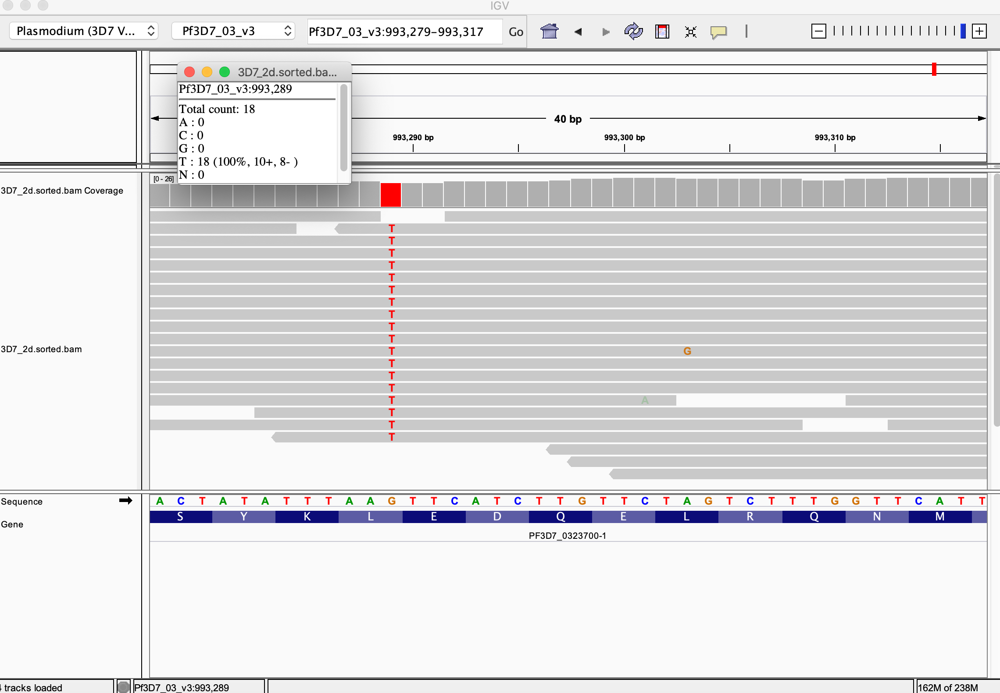 IGV
Plasmodium (3D7 V...
Pf3D7_03_v3
Pf3D7_03_v3:993,279-993,317
Go
3D7_2d.sorted.ba...
Pf3D7_03_v3:993,289
Total count: 18
A : 0
C : 0
G : 0
T : 18 (100%, 10+, 8- )
N : 0
40 bp
993,290 bp
993,300 bp
993,310 bp
[0 - 26]
3D7_2d.sorted.bam Coverage
T
T
T
T
T
T
T
T
T
T
3D7_2d.sorted.bam
T G
T
T
T
T A
T
T
T
Sequence
A C T A T A T T T A A G T T C A T C T T G T T C T A G T C T T T G G T T C A T T
Gene
S Y K L E D Q E L R Q N M
PF3D7_0323700-1
tracks loaded
Pf3D7_03_v3:993,289
162M of 238M